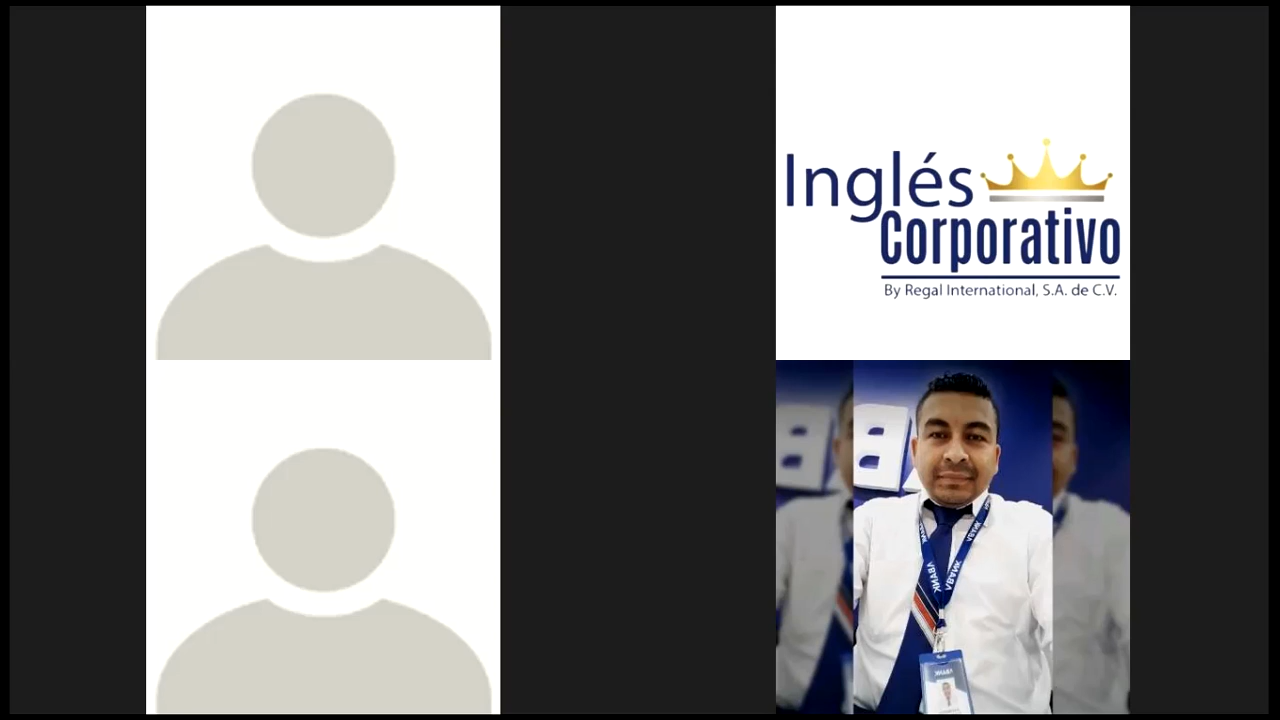 Inglés
Corporativo
By Regal International, S.A. de C.V.